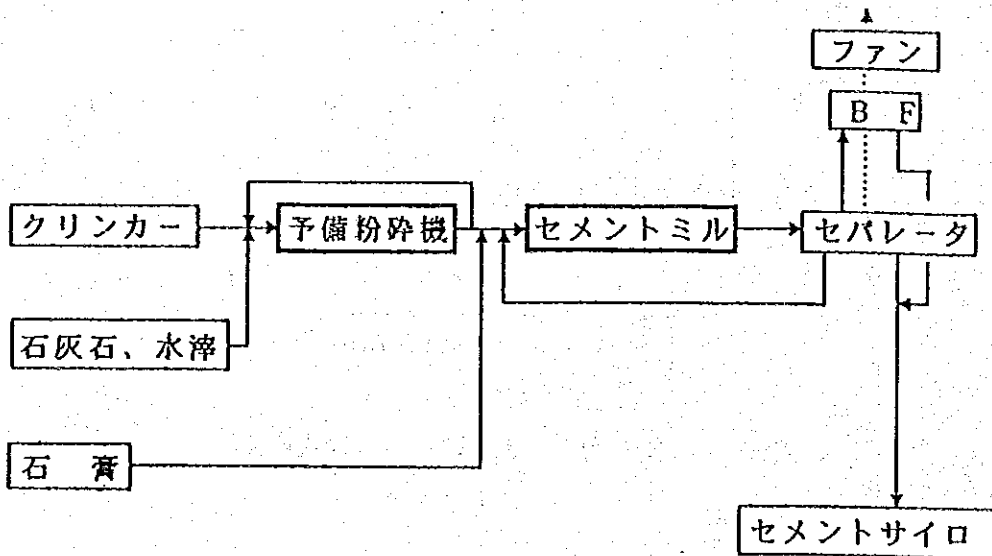 ファン
B F
クリンカー
予備粉砕機
セメントミル
セパレータ
石灰石、水滓
石 膏
セメントサイロ